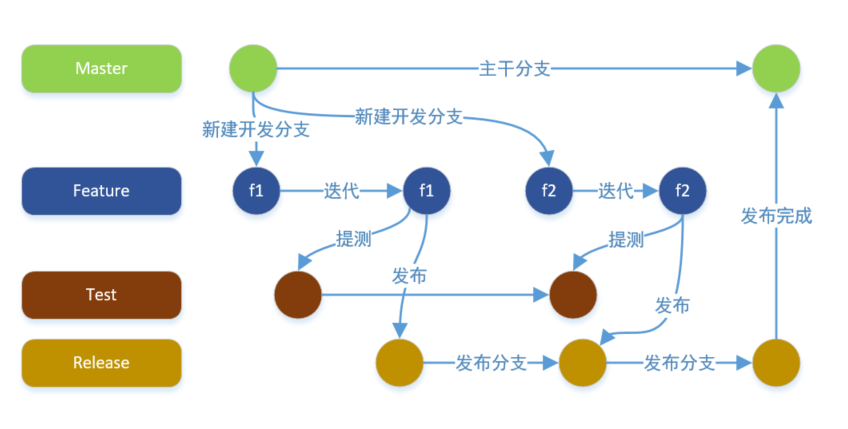 Master
主干分支
新建开发分支
新建开发分支
Feature
f1
迭代
f1
f2
迭代
f2
发布完成
提测
提测
发布
发布
Test
Release
发布分支
发布分支